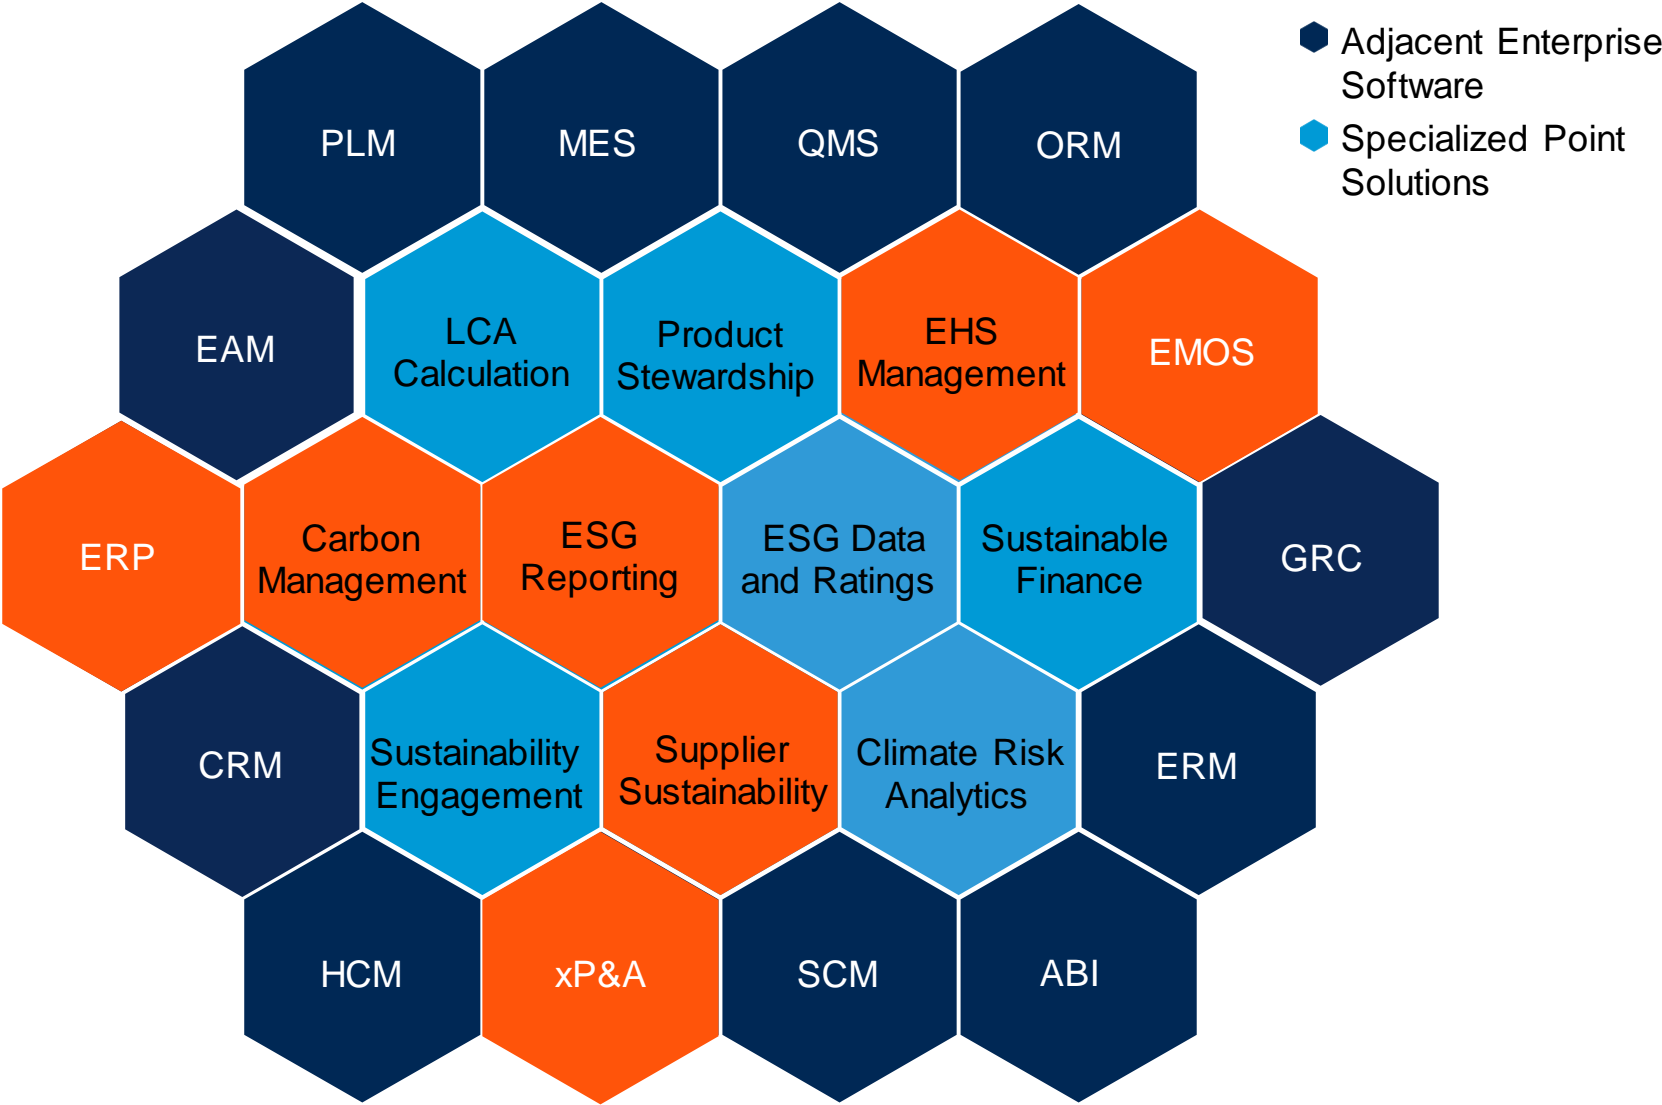 Adjacent Enterprise
Software
Specialized Point
Solutions
PLM
MES
QMS
ORM
EAM
LCA
Calculation
Product
Stewardship
EHS
Management
EMOS
ERP
Carbon
Management
ESG
Reporting
ESG Data
and Ratings
Sustainable
Finance
GRC
CRM
Sustainability
Engagement
Supplier
Sustainability
Climate Risk
Analytics
ERM
HCM
xP&A
SCM
ABI